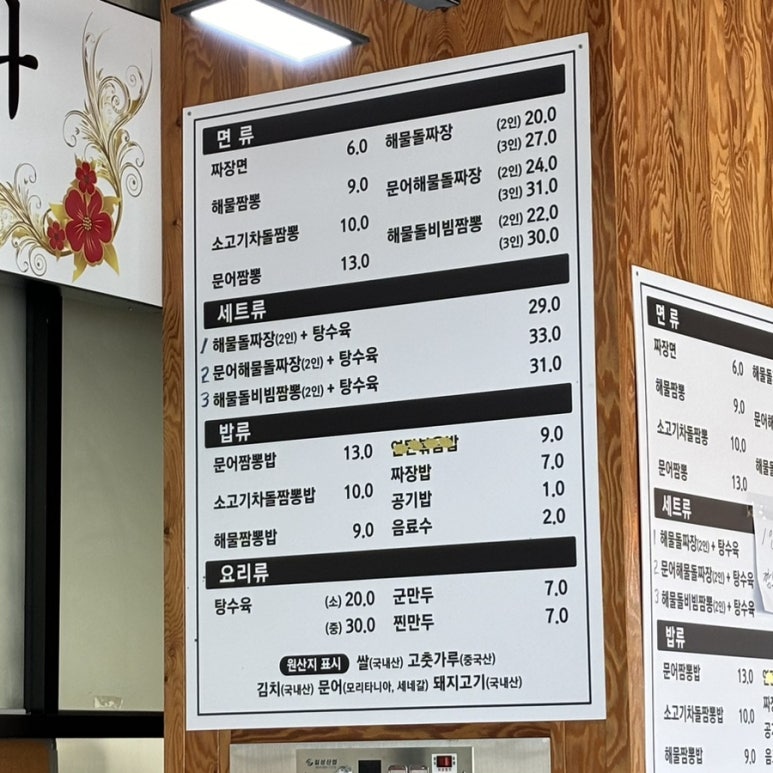 면 류
짜장면 6.0 해물돌짜장 (2인) 20.0
(3인) 27.0
해물짬뽕 9.0 문어해물돌짜장 (2인) 24.0
(3인) 31.0
소고기차돌짬뽕 10.0 해물돌비빔짬뽕 (2인) 22.0
(3인) 30.0
문어짬뽕 13.0
세트류
1 해물돌짜장(2인) + 탕수육 29.0
2 문어해물돌짜장(2인) + 탕수육 33.0
3 해물돌비빔짬뽕(2인) + 탕수육 31.0
밥류
문어짬뽕밥 13.0 9.0
짜장밥 7.0
소고기차돌짬뽕밥 10.0 공기밥 1.0
해물짬뽕밥 9.0 음료수 2.0
요리류
탕수육 (소) 20.0 군만두 7.0
(중) 30.0 찐만두 7.0
원산지 표시 쌀(국내산) 고춧가루(중국산)
김치(국내산) 문어(모리타니아, 세네갈) 돼지고기(국내산)
면 류
짜장면 6.0 해물돌
해물짬뽕 9.0 문어해
소고기차돌짬뽕 10.0 해물돌
문어짬뽕 13.0
세트류
1 해물돌짜장(2인) + 탕수육
2 문어해물돌짜장(2인) + 탕수육
3 해물돌비빔짬뽕(2인) + 탕수육
밥류
문어짬뽕밥 13.0
짜장
소고기차돌짬뽕밥 10.0 공기
해물짬뽕밥 9.0 음